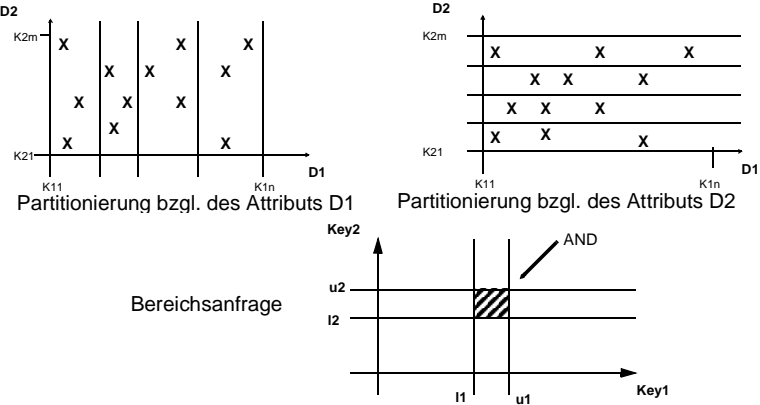 D2
K2m
X X X
X X X X
X X X X
X
X X
K21
D1
K11 K1n
Partitionierung bzgl. des Attributs D1
D2
K2m
X X X
X X X X
X X X X
X X X
K21
D1
K11 K1n
Partitionierung bzgl. des Attributs D2
Key2
AND
u2
Bereichsanfrage
l2
l1 u1
Key1